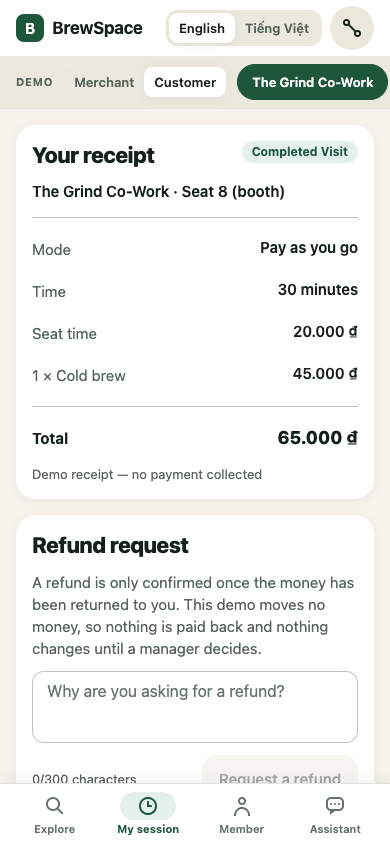 B BrewSpace English Tiếng Việt
DEMO Merchant Customer The Grind Co-Work
Your receipt Completed Visit
The Grind Co-Work · Seat 8 (booth)
Mode Pay as you go
Time 30 minutes
Seat time 20.000 ₫
1 × Cold brew 45.000 ₫
Total 65.000 ₫
Demo receipt — no payment collected
Refund request
A refund is only confirmed once the money has
been returned to you. This demo moves no
money, so nothing is paid back and nothing
changes until a manager decides.
Why are you asking for a refund?
0/300 characters Request a refund
Explore My session Member Assistant